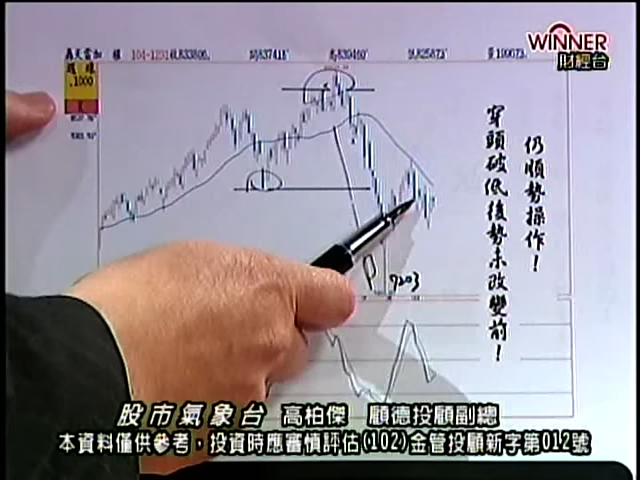 WINNER
財經台
.1000
穿頭破低後勢未改變前！
仍順勢操作！
9203
股市氣象台 高柏傑 顧德投顧副總
本資料僅供參考，投資時應審慎評估(102)金管投顧新字第012號